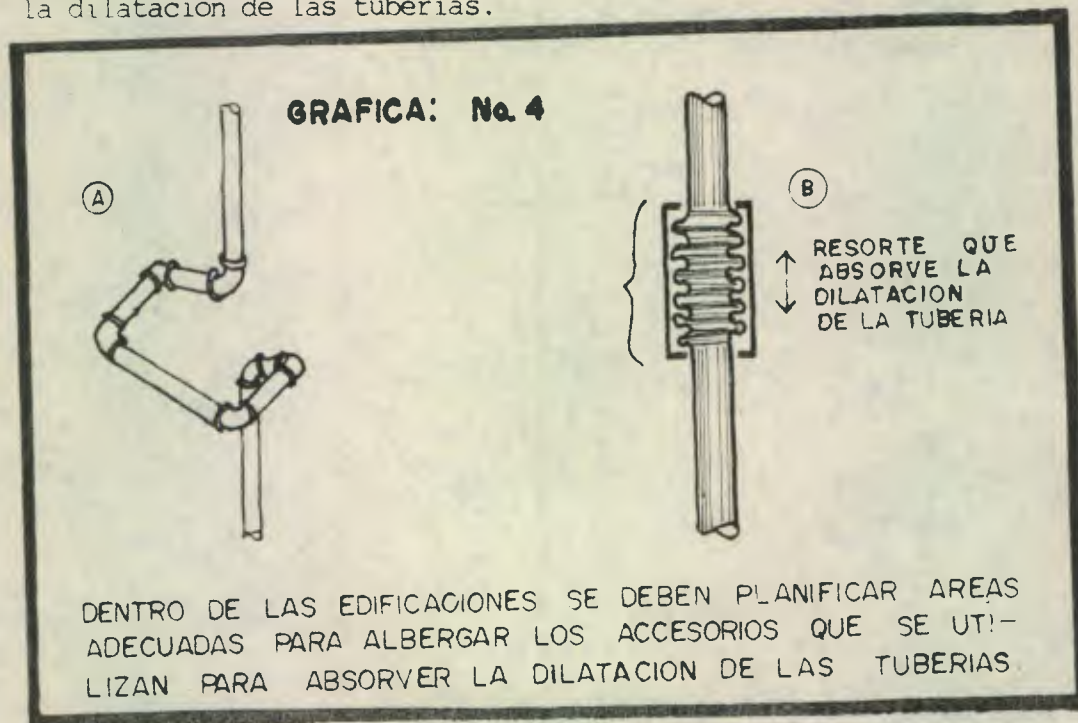 la dilatacion de las tuberias.
GRAFICA: No. 4
A
B
RESORTE QUE
ABSORVE LA
DILATACION
DE LA TUBERIA
DENTRO DE LAS EDIFICACIONES SE DEBEN PLANIFICAR AREAS
ADECUADAS PARA ALBERGAR LOS ACCESORIOS QUE SE UTI-
LIZAN PARA ABSORVER LA DILATACION DE LAS TUBERIAS.